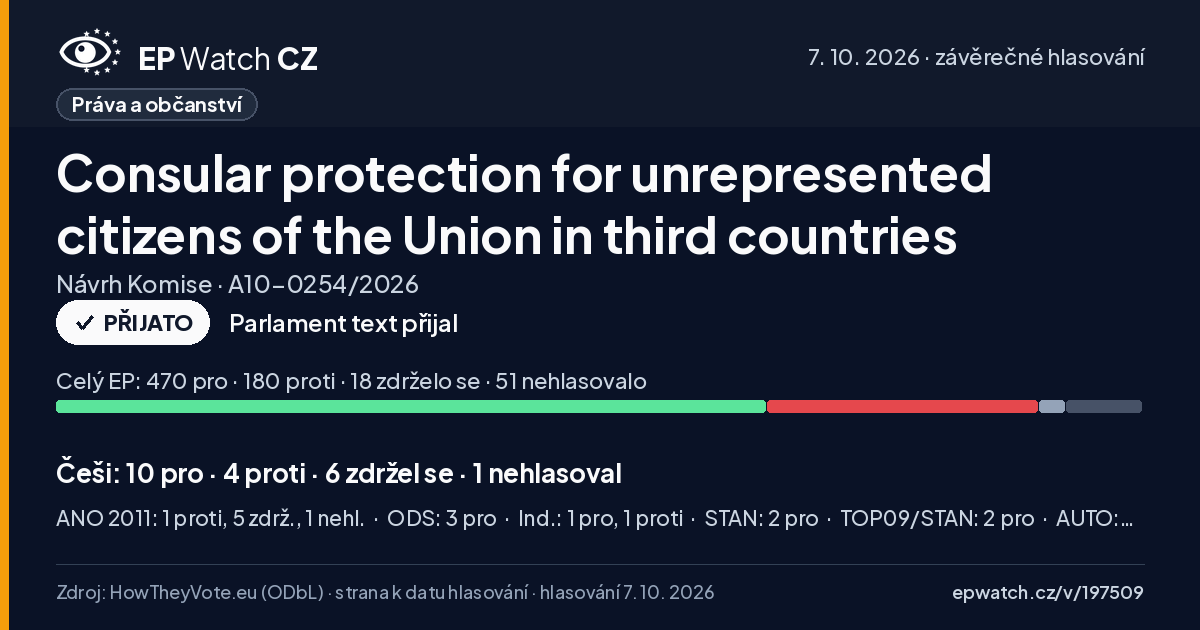 EP Watch CZ
7. 10. 2026 · závěrečné hlasování
Práva a občanství
Consular protection for unrepresented
citizens of the Union in third countries
Návrh Komise · A10–0254/2026
✓ PŘIJATO Parlament text přijal
Celý EP: 470 pro · 180 proti · 18 zdrželo se · 51 nehlasovalo
Češi: 10 pro · 4 proti · 6 zdržel se · 1 nehlasoval
ANO 2011: 1 proti, 5 zdrž., 1 nehl. · ODS: 3 pro · Ind.: 1 pro, 1 proti · STAN: 2 pro · TOP09/STAN: 2 pro · AUTO:…
Zdroj: HowTheyVote.eu (ODbL) · strana k datu hlasování · hlasování 7. 10. 2026
epwatch.cz/v/197509